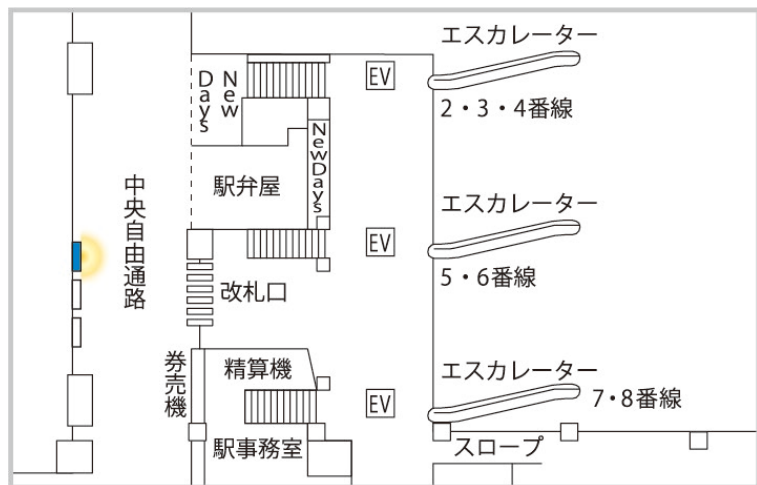 エスカレーター
EV
New
Days
2・3・4番線
NewDays
駅弁屋
中央自由通路
エスカレーター
EV
5・6番線
改札口
券売機
精算機
エスカレーター
EV
7・8番線
駅事務室
スロープ